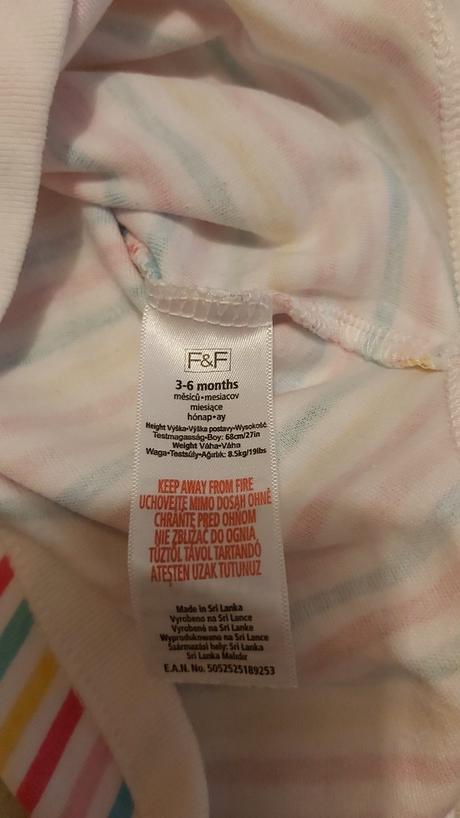 F&F
3-6 months
měsíců•mesiacov
miesiące
hónap•ay
Height Výška•Výška postavy•Wysokość
Testmagasság•Boy: 68cm/27in
Weight Váha•Váha
Waga•Testsúly•Ağırlık: 8.5kg/19lbs
KEEP AWAY FROM FIRE
UCHOVEJTE MIMO DOSAH OHNĚ
CHRÁŇTE PRED OHŇOM
NIE ZBLIŻAĆ DO OGNIA
TŰZTŐL TÁVOL TARTANDÓ
ATEŞTEN UZAK TUTUNUZ
Made in Sri Lanka
Vyrobeno na Sri Lance
Vyrobené na Srí Lanke
Wyprodukowano na Sri Lance
Származási hely: Sri Lanka
Sri Lanka Malıdır
E.A.N. No. 5052525189253